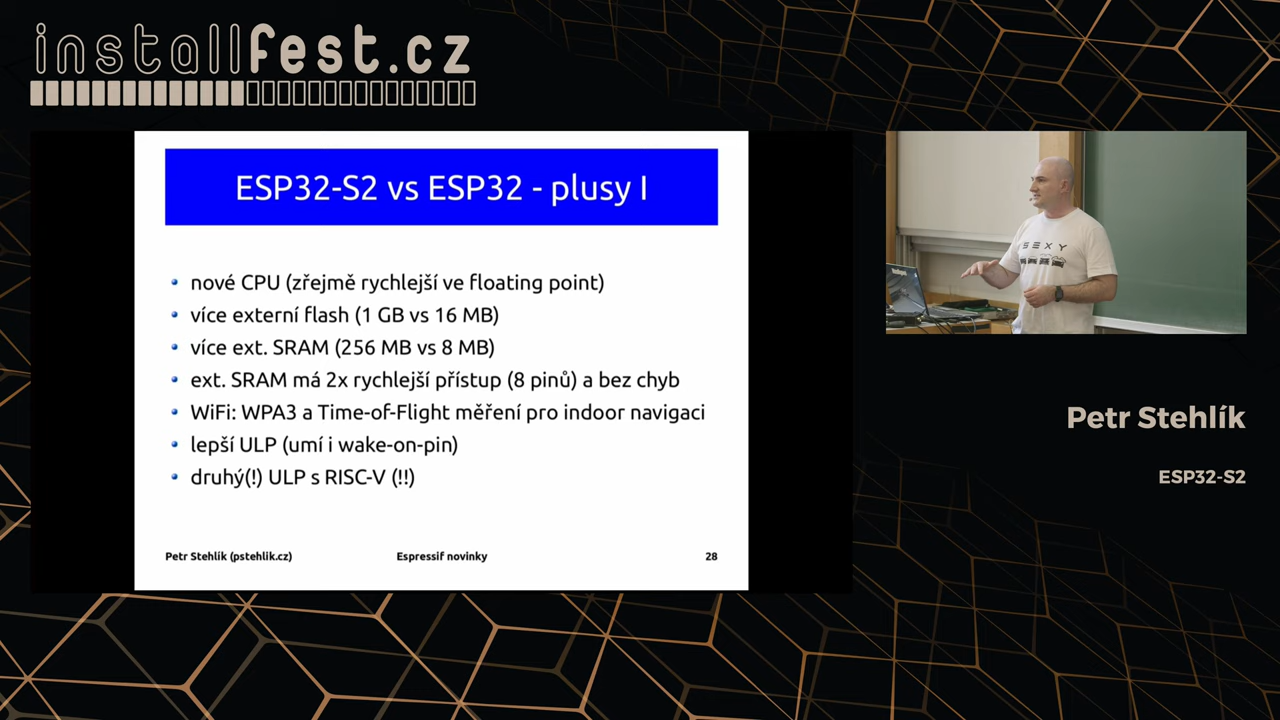 installfest.cz
ESP32-S2 vs ESP32 - plusy I
nové CPU (zřejmě rychlejší ve floating point)
více externí flash (1 GB vs 16 MB)
více ext. SRAM (256 MB vs 8 MB)
ext. SRAM má 2x rychlejší přístup (8 pinů) a bez chyb
WiFi: WPA3 a Time-of-Flight měření pro indoor navigaci
lepší ULP (umí i wake-on-pin)
druhý(!) ULP s RISC-V (!!)
Petr Stehlík (pstehlik.cz)
Espressif novinky
28
SEXY
Petr Stehlík
ESP32-S2